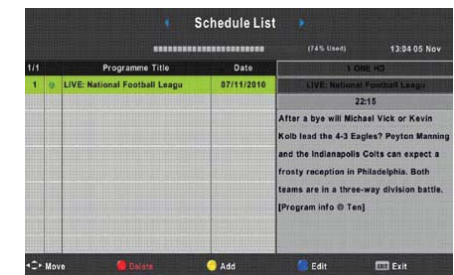 Schedule List
(74% Used) 13:04 05 Nov
1/1 Programme Title Date 1 ONE HD
1 LIVE: National Football Leagu 07/11/2010 LIVE: National Football Leagu
22:15
After a bye will Michael Vick or Kevin
Kolb lead the 4-3 Eagles? Peyton Manning
and the Indianapolis Colts can expect a
frosty reception in Philadelphia. Both
teams are in a three-way division battle.
[Program info © Ten]
Move Delete Add Edit EXIT Exit